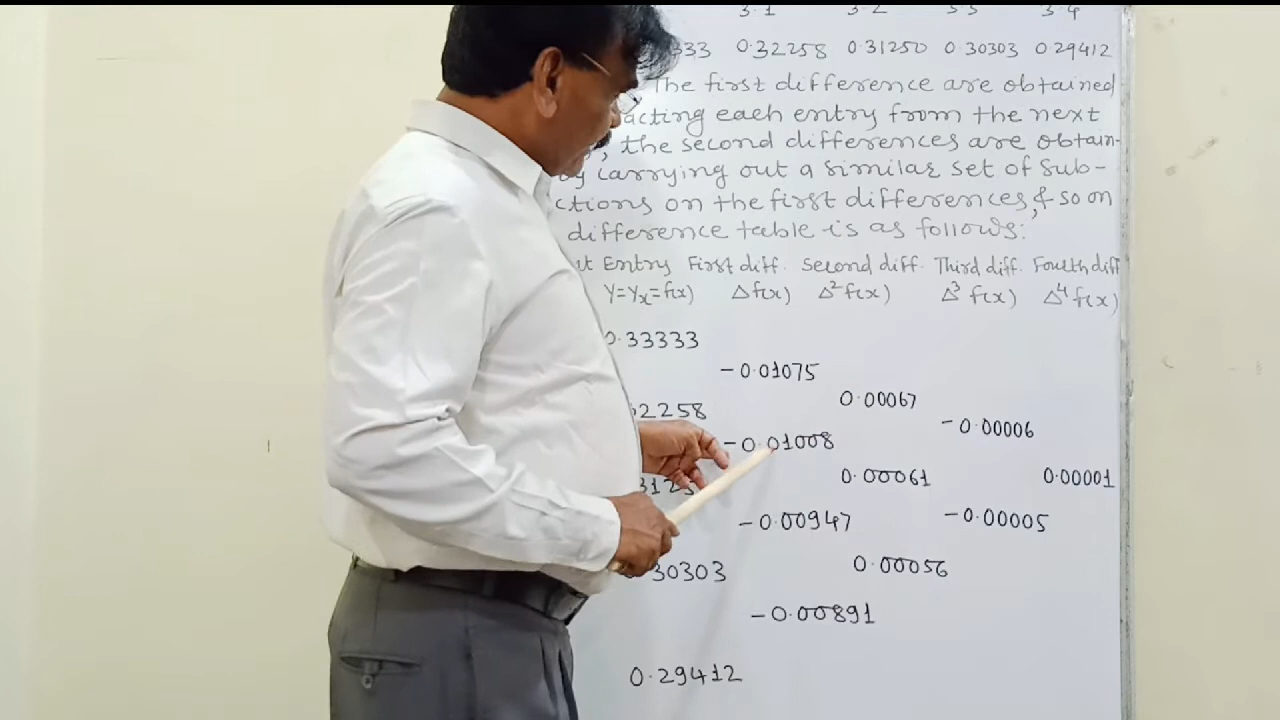 3.1 3.2 3.3 3.4
333 0.32258 0.31250 0.30303 0.29412
The first difference are obtained
acting each entry from the next
, the second differences are obtain-
by carrying out a similar set of sub-
ctions on the first differences, & so on
difference table is as follows:
Entry First diff. Second diff. Third diff. Fourth diff
Y=Yx=f(x) Δf(x) Δ²f(x) Δ³f(x) Δ⁴f(x)
0.33333
-0.01075
0.00067
2258 -0.00006
-0.01008
312 0.00061 0.00001
-0.00947 -0.00005
30303 0.00056
-0.00891
0.29412